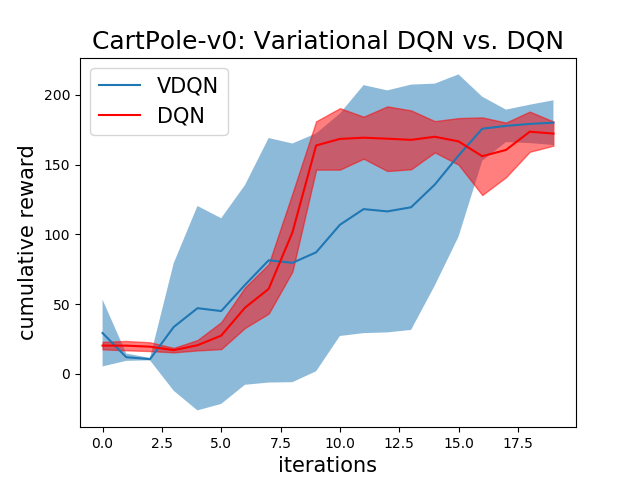 CartPole-v0: Variational DQN vs. DQN
VDQN
DQN
cumulative reward
200
150
100
50
0
0.0 2.5 5.0 7.5 10.0 12.5 15.0 17.5
iterations